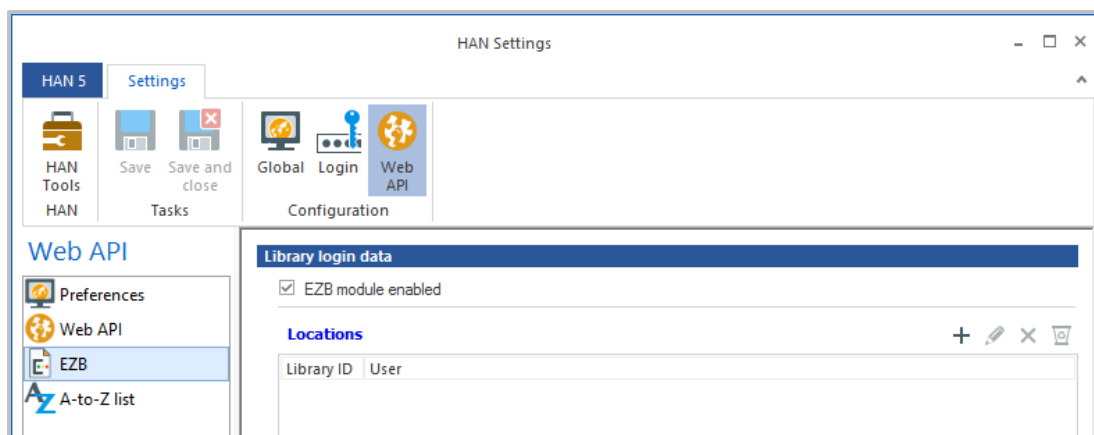 HAN Settings
HAN 5 Settings
HAN Tools
Save
Save and close
Global
Login
Web API
HAN
Tasks
Configuration
Web API
Preferences
Web API
EZB
A-to-Z list
Library login data
EZB module enabled
Locations
Library ID User